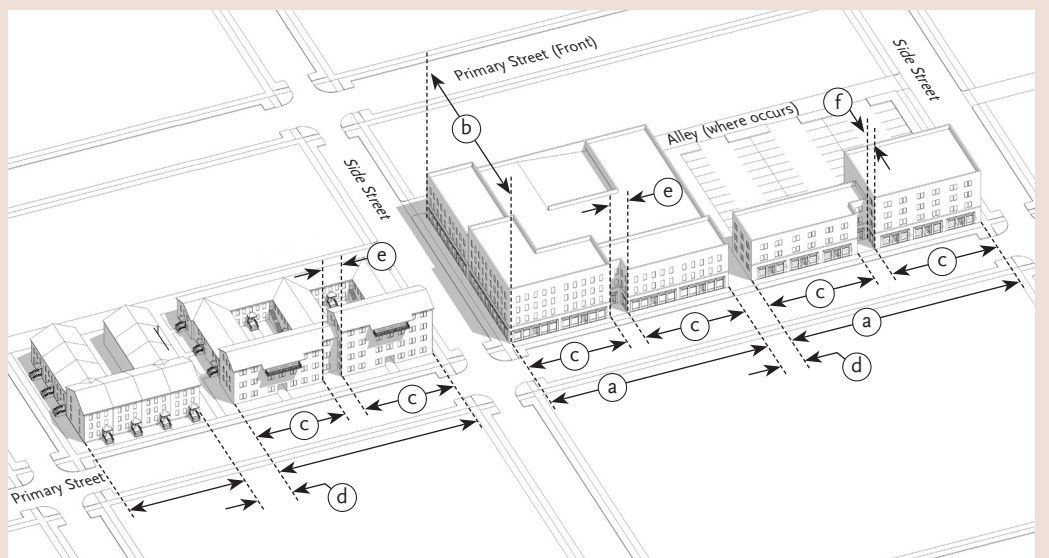 Primary Street (Front)
Side Street
b
f
Alley (where occurs)
Side Street
e
e
c
c
a
c
c
a
d
c
c
d
Primary Street